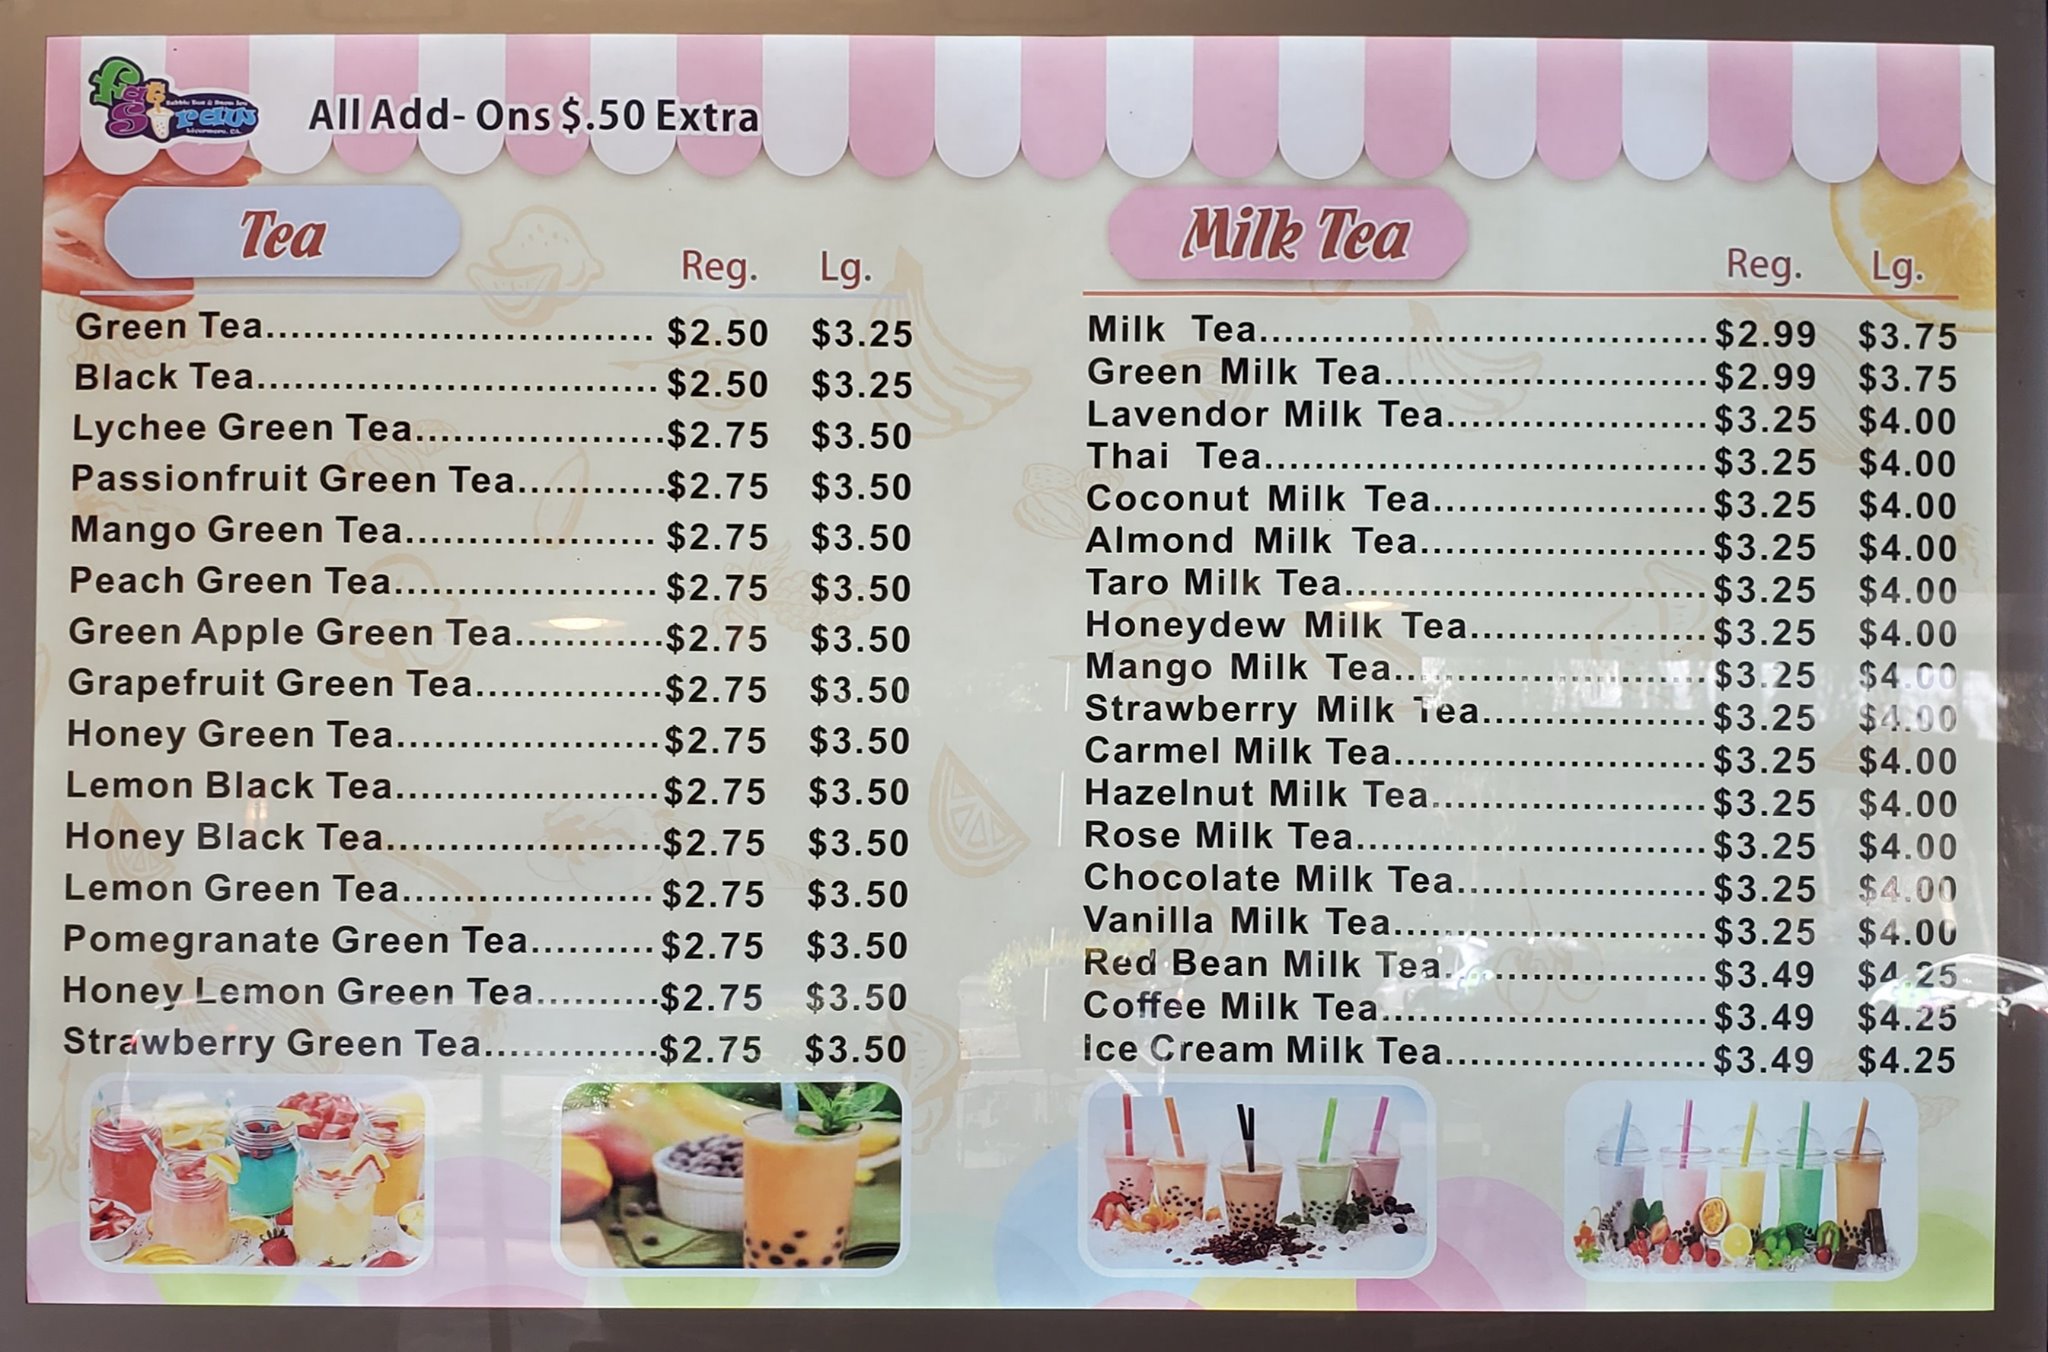 fat straws
Bubble Tea & Snow Ice
Livermore, CA.
All Add- Ons $.50 Extra
Tea
Reg. Lg.
Green Tea.............................. $2.50 $3.25
Black Tea............................... $2.50 $3.25
Lychee Green Tea....................$2.75 $3.50
Passionfruit Green Tea............$2.75 $3.50
Mango Green Tea.................... $2.75 $3.50
Peach Green Tea..................... $2.75 $3.50
Green Apple Green Tea............$2.75 $3.50
Grapefruit Green Tea...............$2.75 $3.50
Honey Green Tea.....................$2.75 $3.50
Lemon Black Tea.....................$2.75 $3.50
Honey Black Tea......................$2.75 $3.50
Lemon Green Tea.................... $2.75 $3.50
Pomegranate Green Tea.......... $2.75 $3.50
Honey Lemon Green Tea..........$2.75 $3.50
Strawberry Green Tea..............$2.75 $3.50
Milk Tea
Reg. Lg.
Milk Tea....................................$2.99 $3.75
Green Milk Tea..........................$2.99 $3.75
Lavendor Milk Tea.....................$3.25 $4.00
Thai Tea...................................$3.25 $4.00
Coconut Milk Tea......................$3.25 $4.00
Almond Milk Tea.......................$3.25 $4.00
Taro Milk Tea.............................$3.25 $4.00
Honeydew Milk Tea...................$3.25 $4.00
Mango Milk Tea.........................$3.25 $4.00
Strawberry Milk Tea..................$3.25 $4.00
Carmel Milk Tea.........................$3.25 $4.00
Hazelnut Milk Tea......................$3.25 $4.00
Rose Milk Tea............................$3.25 $4.00
Chocolate Milk Tea....................$3.25 $4.00
Vanilla Milk Tea.........................$3.25 $4.00
Red Bean Milk Tea.....................$3.49 $4.25
Coffee Milk Tea..........................$3.49 $4.25
Ice Cream Milk Tea.....................$3.49 $4.25